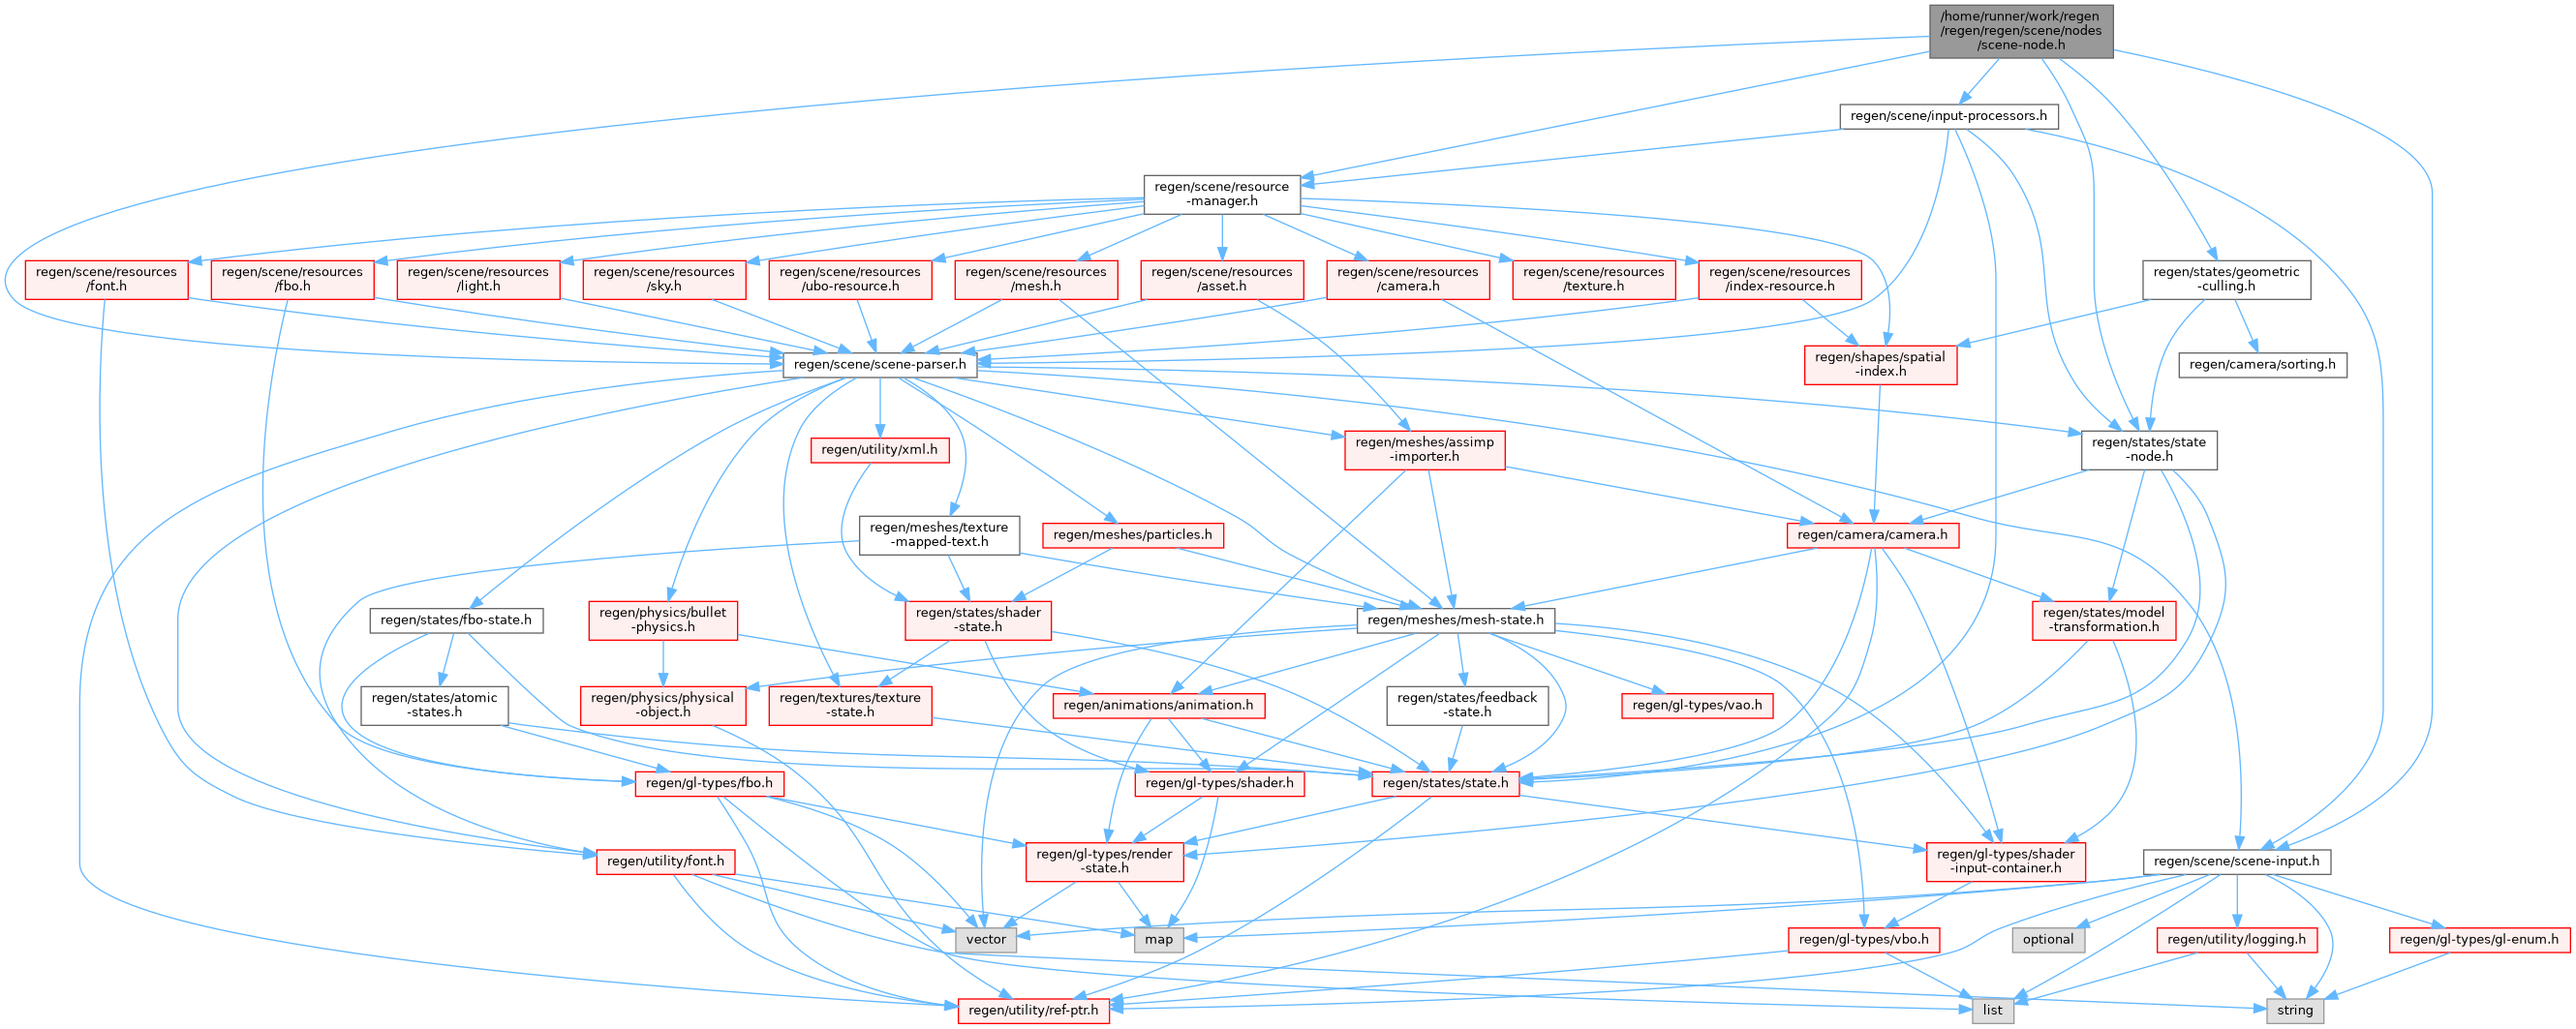 /home/runner/work/regen
/regen/regen/scene/nodes
/scene-node.h
regen/scene/input-processors.h
regen/scene/resource
-manager.h
regen/scene/resources
/font.h
regen/scene/resources
/fbo.h
regen/scene/resources
/light.h
regen/scene/resources
/sky.h
regen/scene/resources
/ubo-resource.h
regen/scene/resources
/mesh.h
regen/scene/resources
/asset.h
regen/scene/resources
/camera.h
regen/scene/resources
/texture.h
regen/scene/resources
/index-resource.h
regen/states/geometric
-culling.h
regen/scene/scene-parser.h
regen/shapes/spatial
-index.h
regen/camera/sorting.h
regen/utility/xml.h
regen/meshes/assimp
-importer.h
regen/states/state
-node.h
regen/meshes/texture
-mapped-text.h
regen/meshes/particles.h
regen/camera/camera.h
regen/states/fbo-state.h
regen/physics/bullet
-physics.h
regen/states/shader
-state.h
regen/meshes/mesh-state.h
regen/states/model
-transformation.h
regen/states/atomic
-states.h
regen/physics/physical
-object.h
regen/textures/texture
-state.h
regen/animations/animation.h
regen/states/feedback
-state.h
regen/gl-types/vao.h
regen/gl-types/fbo.h
regen/gl-types/shader.h
regen/states/state.h
regen/utility/font.h
regen/gl-types/render
-state.h
regen/gl-types/shader
-input-container.h
regen/scene/scene-input.h
vector
map
regen/gl-types/vbo.h
optional
regen/utility/logging.h
regen/gl-types/gl-enum.h
regen/utility/ref-ptr.h
list
string